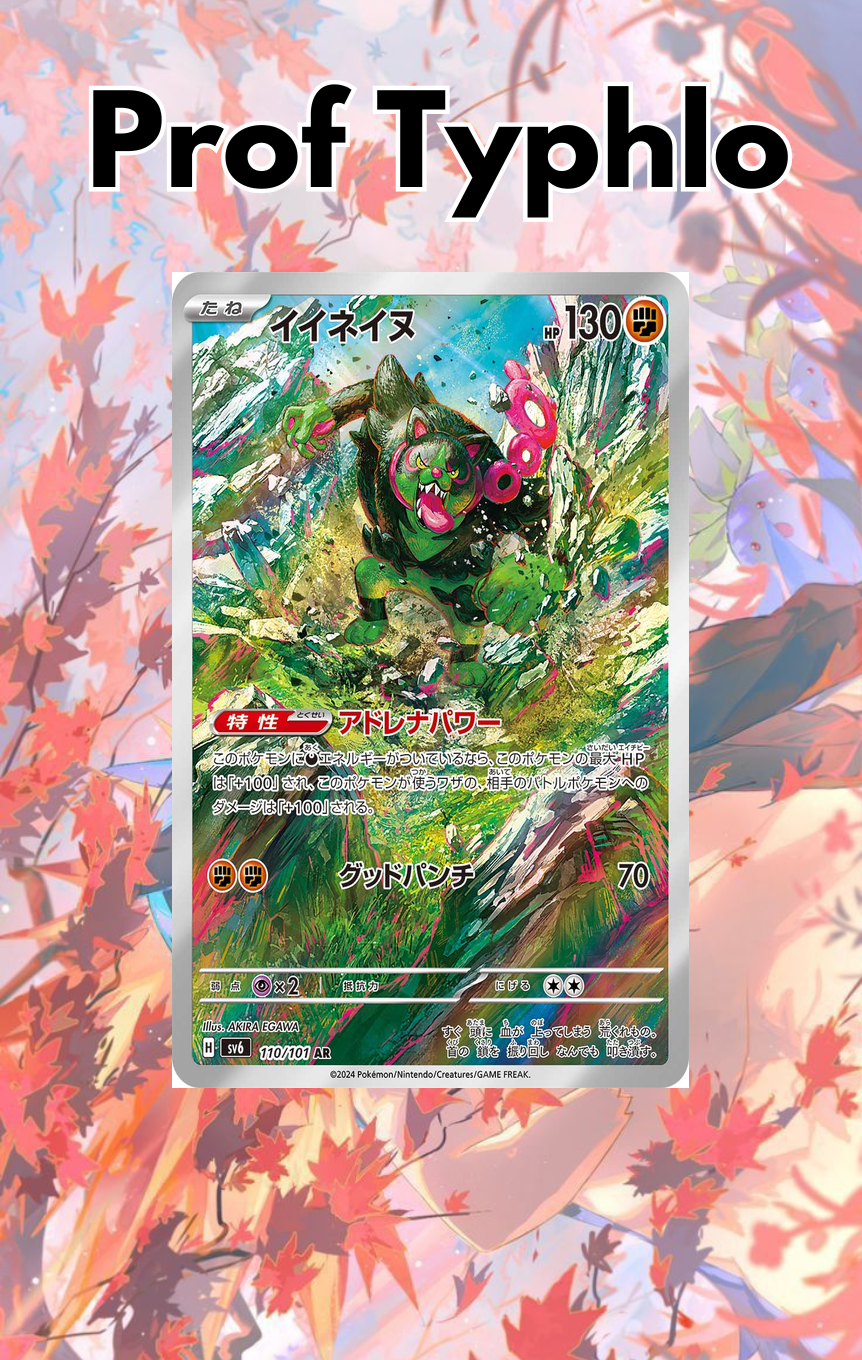 Prof Typhlo
たね イイネイヌ HP 130
特性 とくせい アドレナパワー
このポケモンに悪エネルギーがついているなら、このポケモンの最大HP
は「+100」され、このポケモンが使うワザの、相手のバトルポケモンへの
ダメージは「+100」される。
グッドパンチ 70
弱点 ×2 抵抗力 にげる
Illus. AKIRA EGAWA
すぐ 頭に 血が 上ってしまう 荒くれもの。
首の 鎖を 振り回し なんでも 叩き潰す。
H sv6 110/101 AR
©2024 Pokémon/Nintendo/Creatures/GAME FREAK.